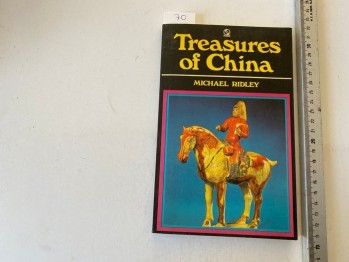 70
Treasures
of China
MICHAEL RIDLEY